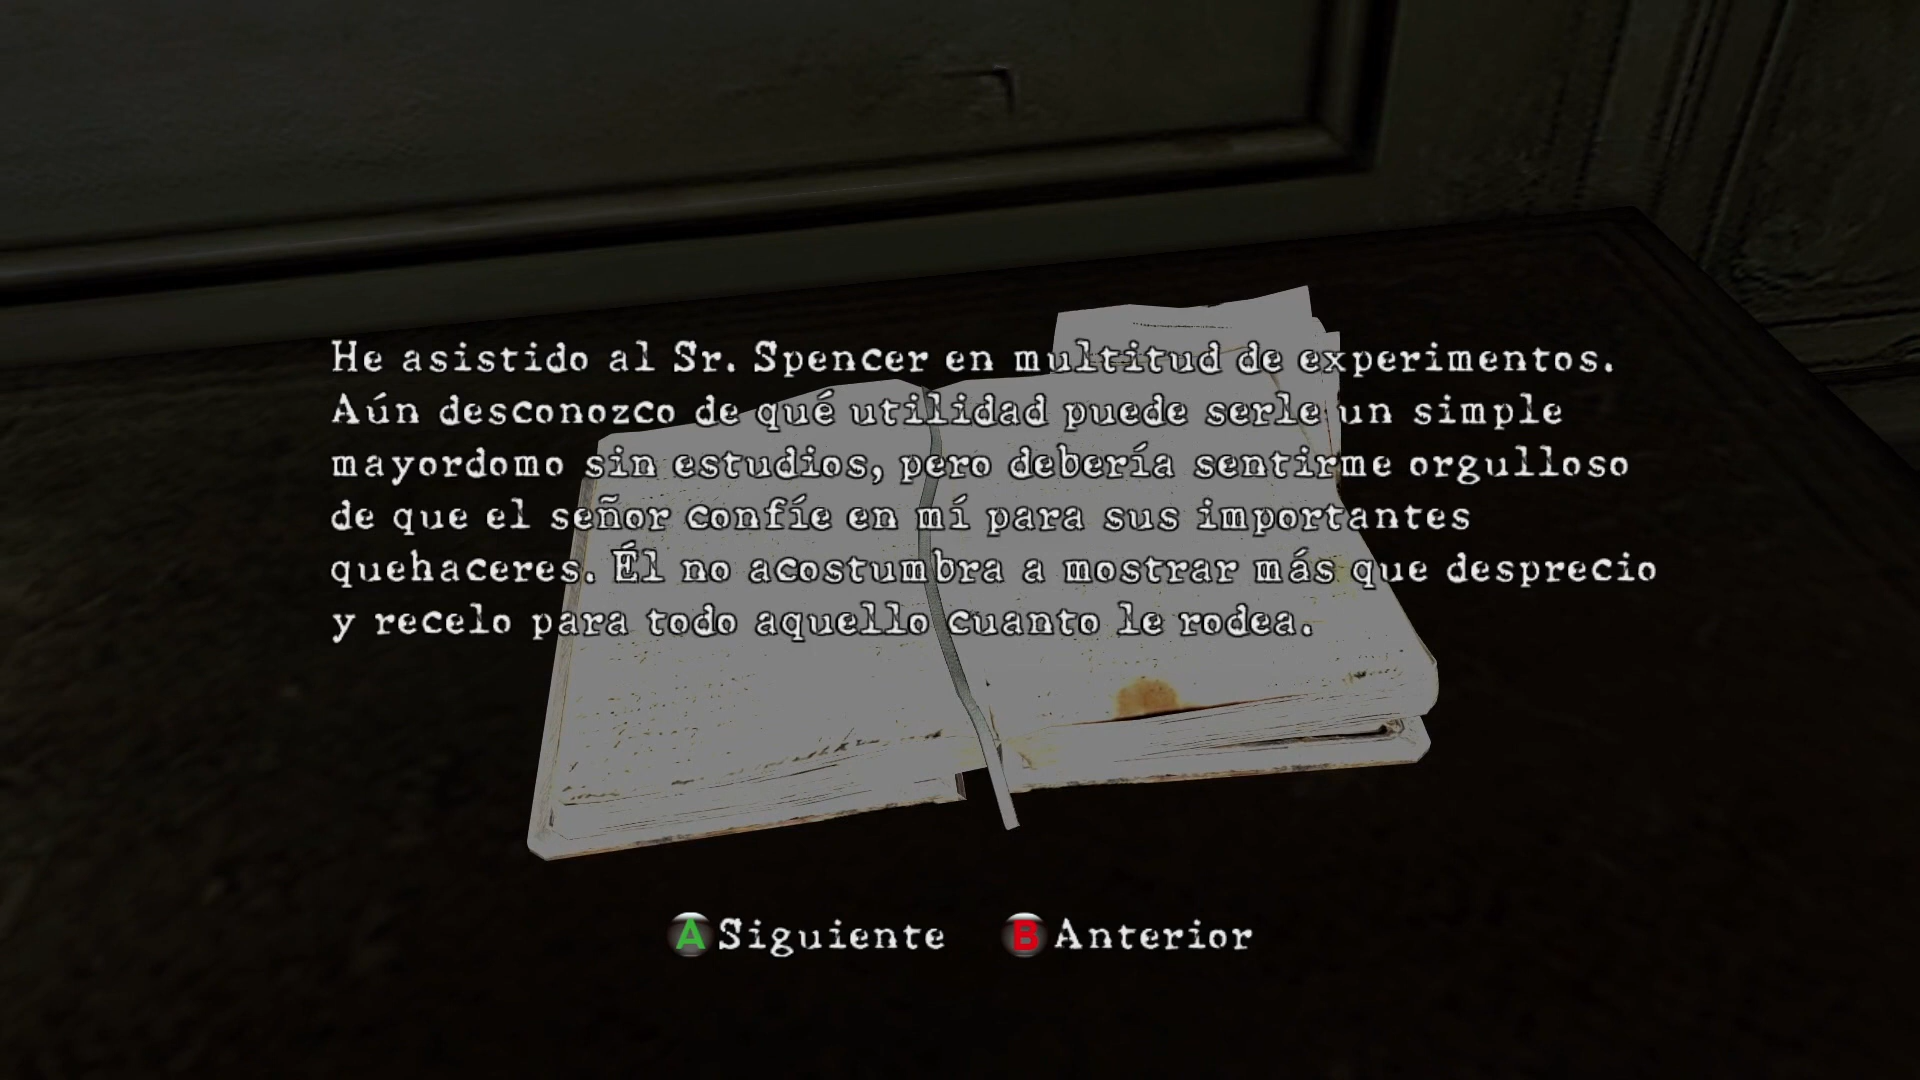 He asistido al Sr. Spencer en multitud de experimentos.
Aún desconozco de qué utilidad puede serle un simple
mayordomo sin estudios, pero debería sentirme orgulloso
de que el señor confíe en mí para sus importantes
quehaceres. Él no acostumbra a mostrar más que desprecio
y recelo para todo aquello cuanto le rodea.
A Siguiente B Anterior